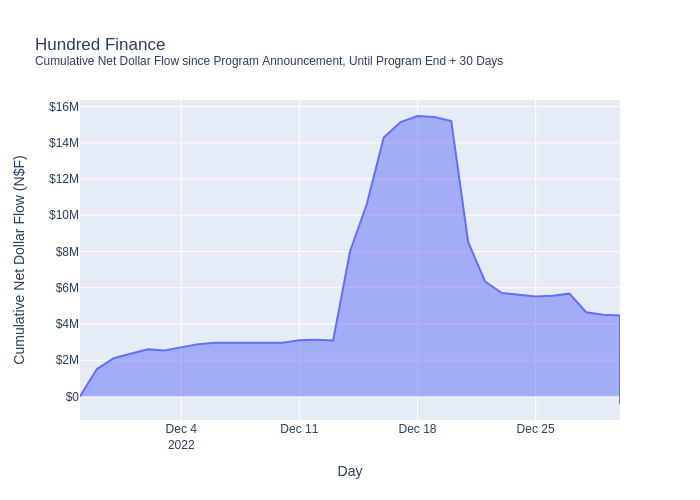 Hundred Finance
Cumulative Net Dollar Flow since Program Announcement, Until Program End + 30 Days
Cumulative Net Dollar Flow (N$F)
$16M
$14M
$12M
$10M
$8M
$6M
$4M
$2M
$0
Dec 4
2022
Dec 11
Dec 18
Dec 25
Day